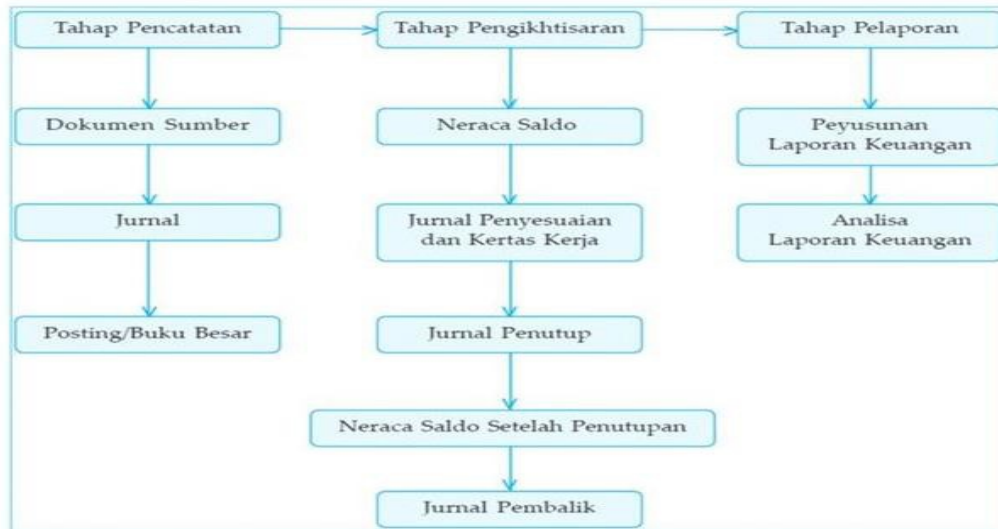 Tahap Pencatatan
Tahap Pengikhtisaran
Tahap Pelaporan
Dokumen Sumber
Neraca Saldo
Peyusunan
Laporan Keuangan
Jurnal
Jurnal Penyesuaian
dan Kertas Kerja
Analisa
Laporan Keuangan
Posting/Buku Besar
Jurnal Penutup
Neraca Saldo Setelah Penutupan
Jurnal Pembalik